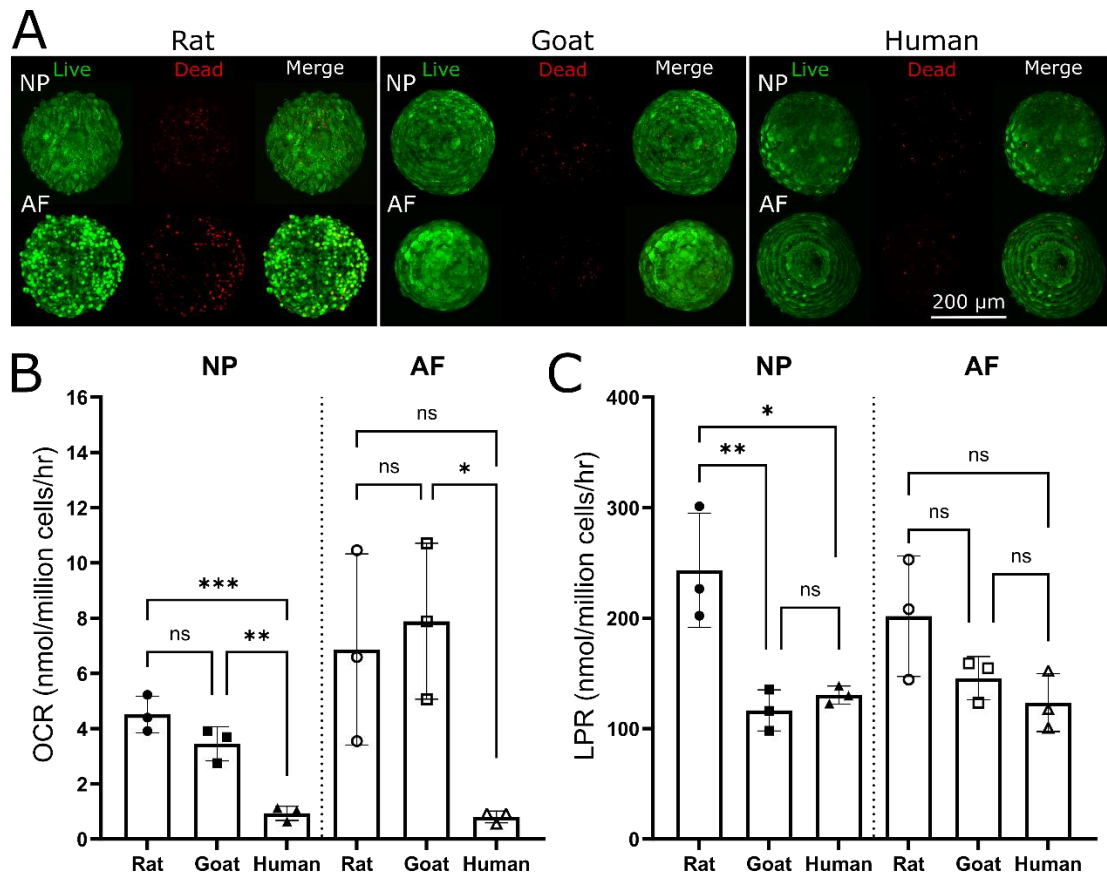 A
Rat Goat Human
Live Dead Merge Live Dead Merge Live Dead Merge
NP NP NP
AF AF AF
200 μm
B
NP AF
OCR (nmol/million cells/hr)
16
14
12
10
8
6
4
2
0
ns
ns *
***
ns **
Rat Goat Human Rat Goat Human
C
NP AF
LPR (nmol/million cells/hr)
400
300
200
100
0
*
**
ns
ns
ns
ns
Rat Goat Human Rat Goat Human